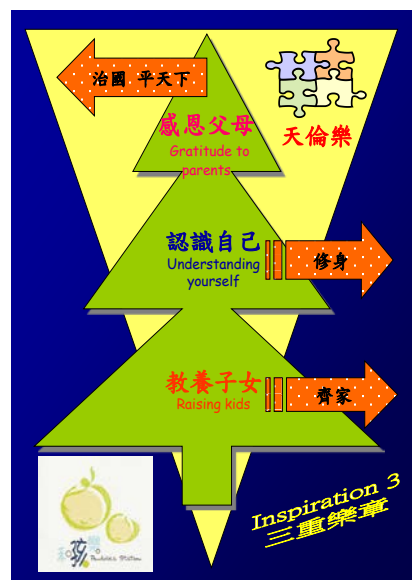 治國 平天下
感恩父母
Gratitude to
parents
天倫樂
認識自己
Understanding
yourself
修身
教養子女
Raising kids
齊家
Inspiration 3
三重樂章
孩